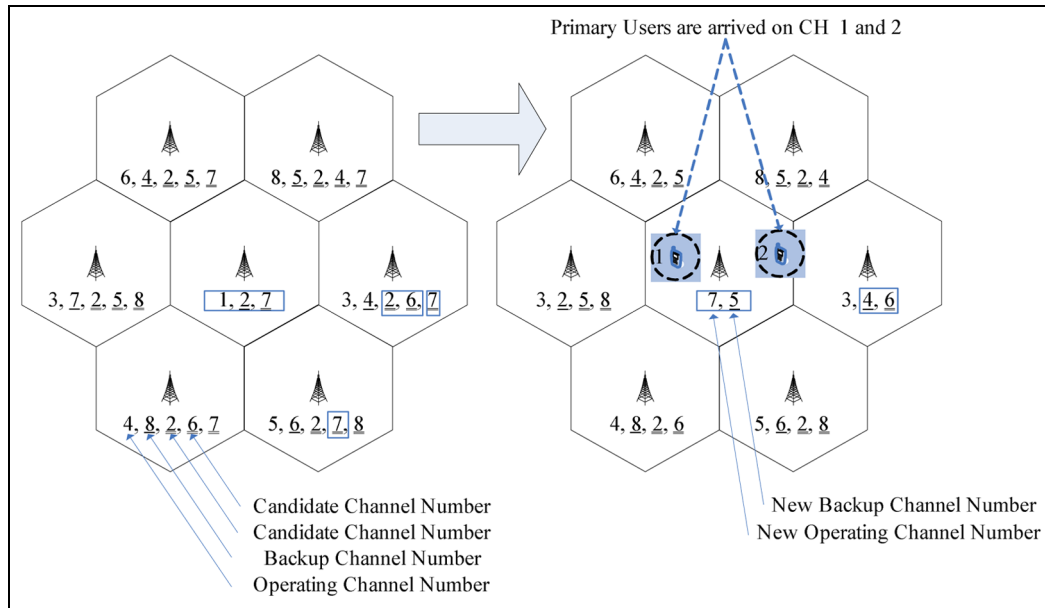 Primary Users are arrived on CH 1 and 2
6, 4, 2, 5, 7
8, 5, 2, 4, 7
6, 4, 2, 5
8, 5, 2, 4
1
2
3, 7, 2, 5, 8
1, 2, 7
3, 4, 2, 6, 7
3, 2, 5, 8
7, 5
3, 4, 6
4, 8, 2, 6, 7
5, 6, 2, 7, 8
4, 8, 2, 6
5, 6, 2, 8
Candidate Channel Number
Candidate Channel Number
Backup Channel Number
Operating Channel Number
New Backup Channel Number
New Operating Channel Number